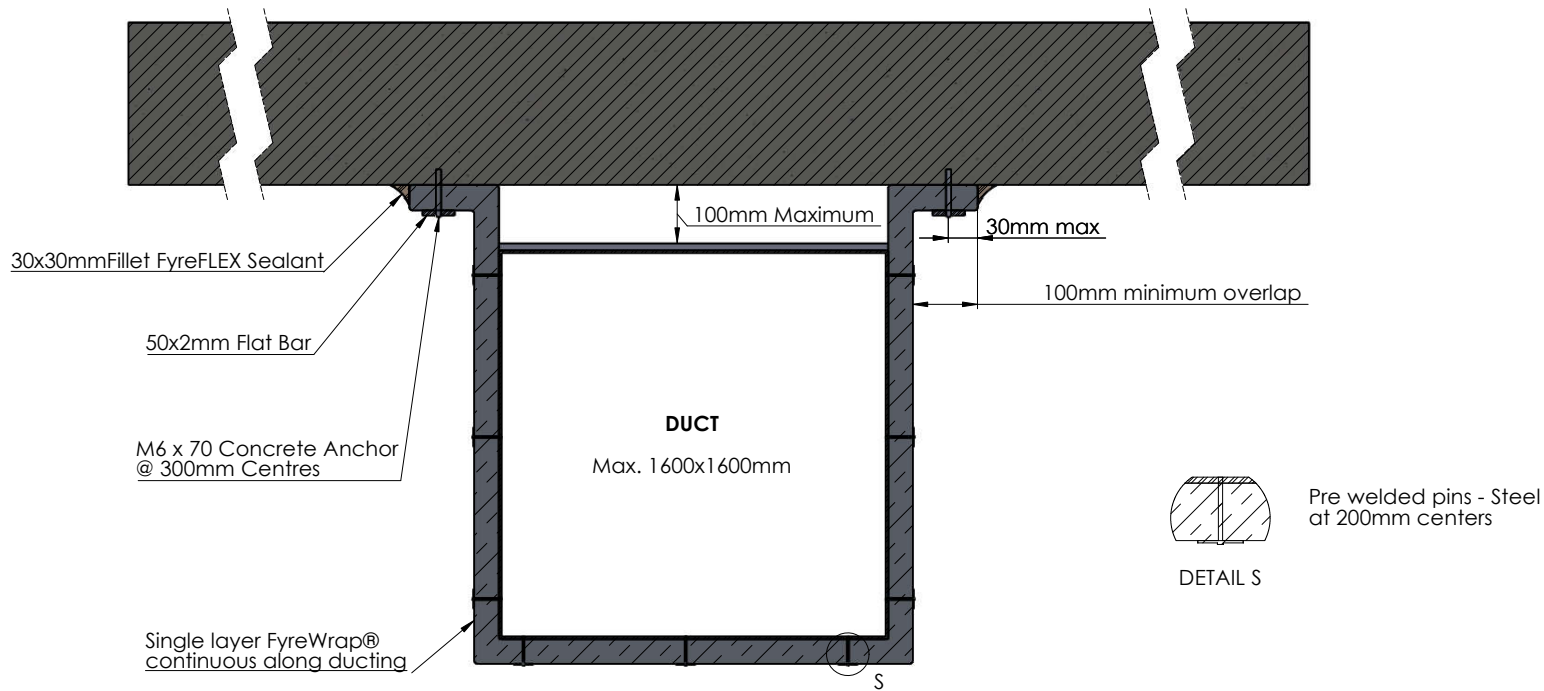 100mm Maximum
30mm max
30x30mmFillet FyreFLEX Sealant
100mm minimum overlap
50x2mm Flat Bar
DUCT
Max. 1600x1600mm
M6 x 70 Concrete Anchor
@ 300mm Centres
Pre welded pins - Steel
at 200mm centers
DETAIL S
Single layer FyreWrap®
continuous along ducting
S